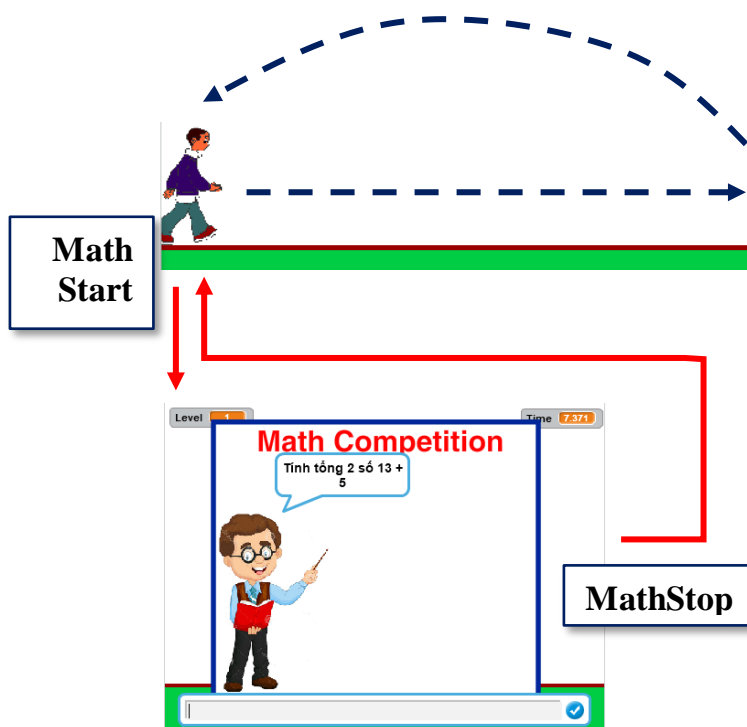 Math
Start
Level 1
Time 7.371
Math Competition
Tính tổng 2 số 13 +
5
MathStop